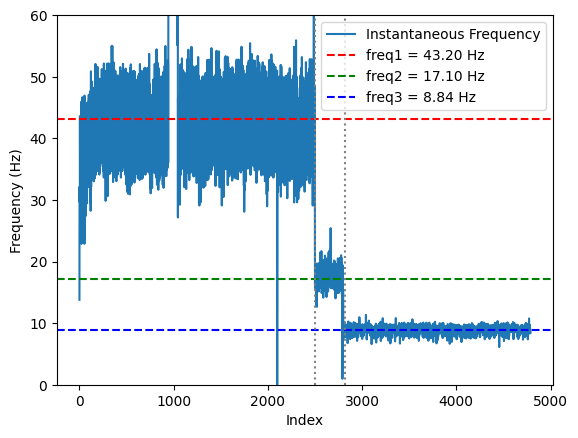 60
50
40
30
20
10
0
Frequency (Hz)
Instantaneous Frequency
freq1 = 43.20 Hz
freq2 = 17.10 Hz
freq3 = 8.84 Hz
0 1000 2000 3000 4000 5000
Index